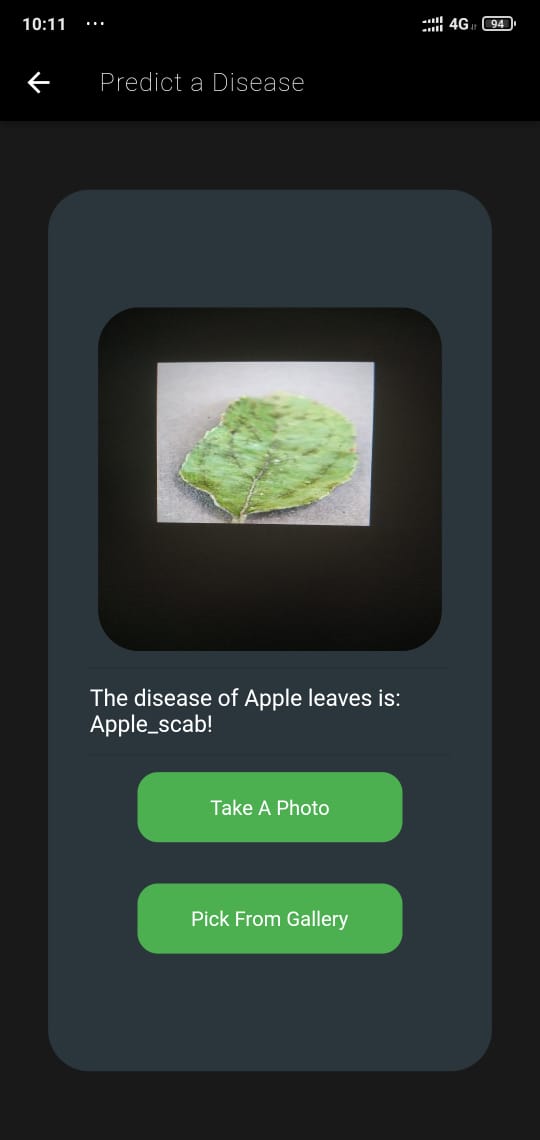 10:11 ... 4G 94
Predict a Disease
The disease of Apple leaves is:
Apple_scab!
Take A Photo
Pick From Gallery